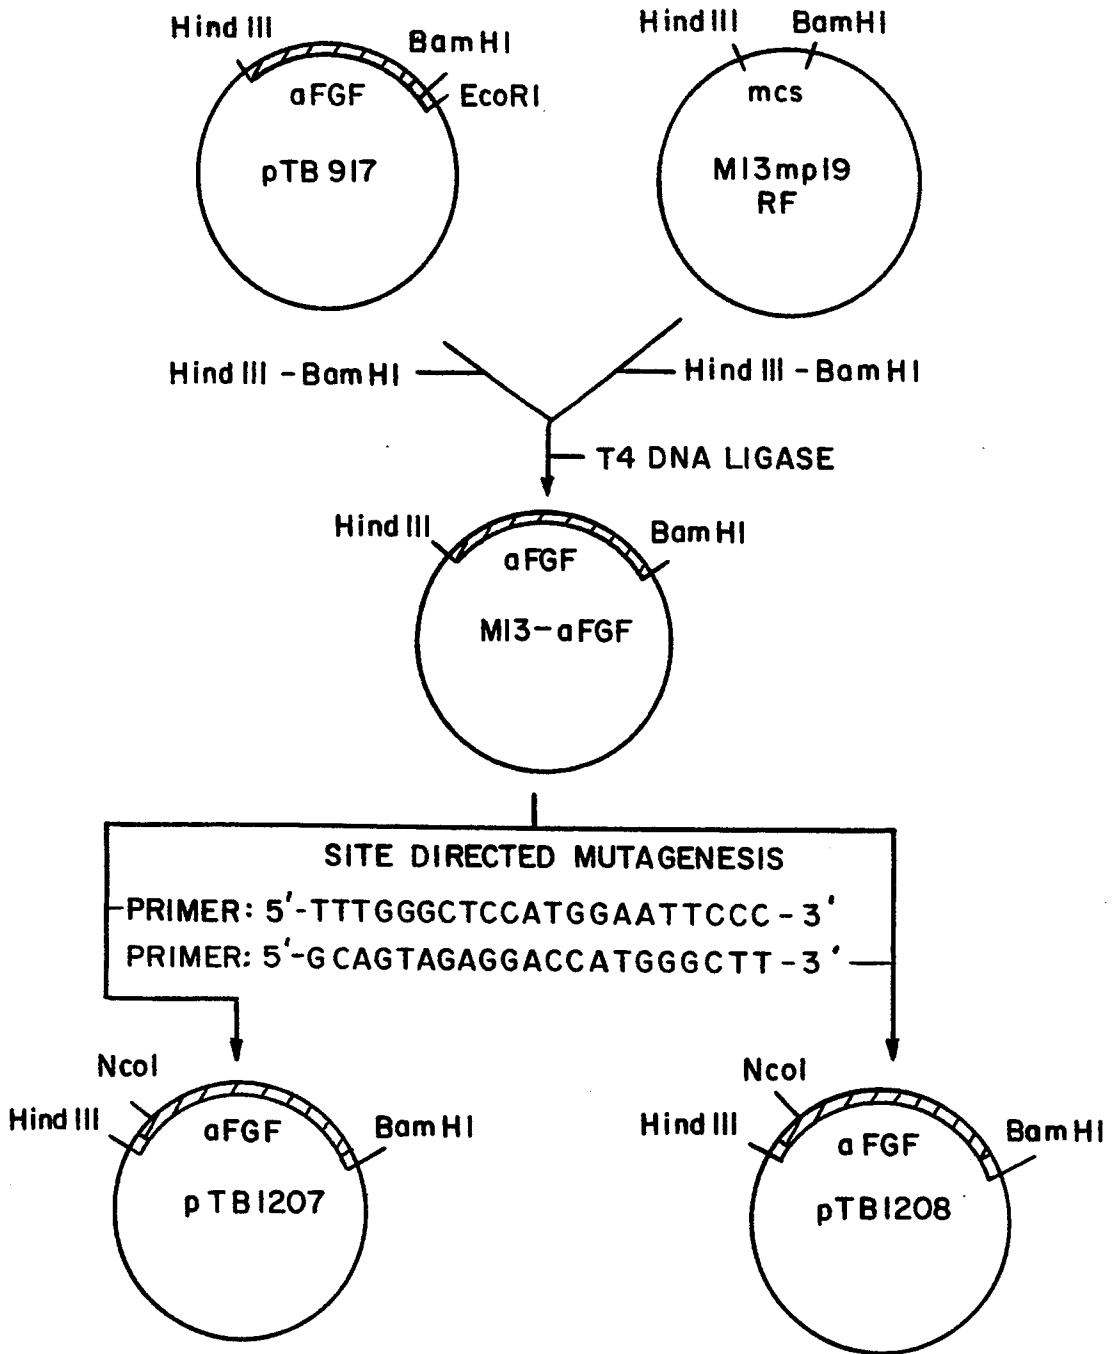 Hind III
BamHI
EcoRI
aFGF
pTB 917
Hind III
BamHI
mcs
M13mp19
RF
Hind III - BamHI
Hind III - BamHI
T4 DNA LIGASE
Hind III
BamHI
aFGF
M13-aFGF
SITE DIRECTED MUTAGENESIS
PRIMER: 5'-TTTGGGCTCCATGGAATTCCC-3'
PRIMER: 5'-GCAGTAGAGGACCATGGGCTT-3'
NcoI
Hind III
BamHI
aFGF
pTB1207
NcoI
Hind III
BamHI
aFGF
pTB1208